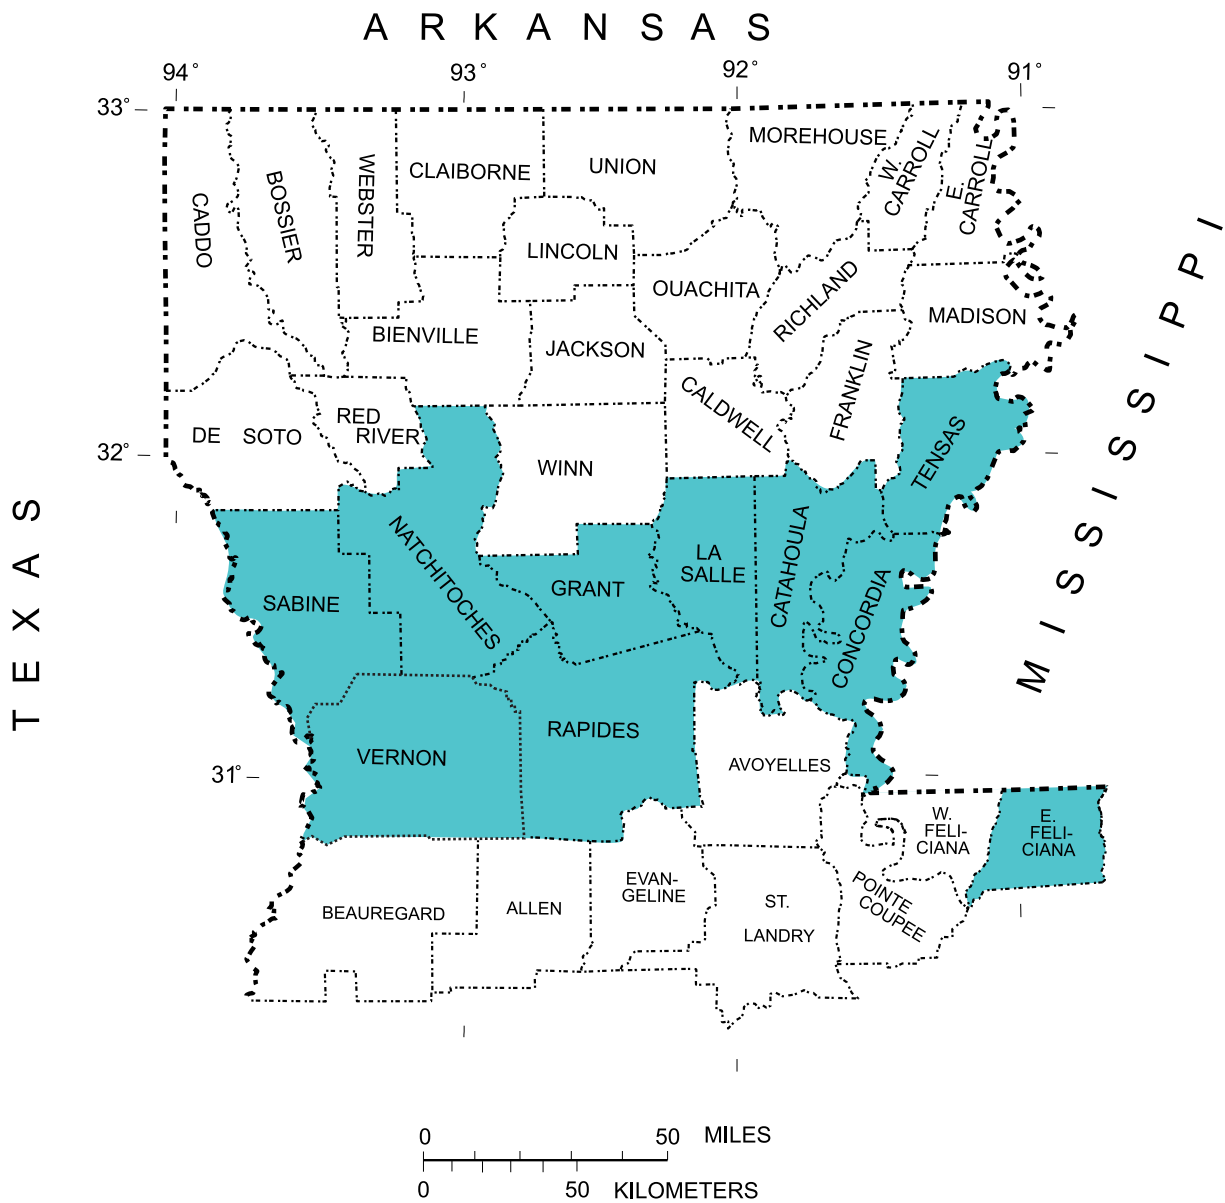 ARKANSAS
94°
93°
92°
91°
33°
MOREHOUSE
W.
CARROLL
E.
CARROLL
CLAIBORNE
UNION
WEBSTER
BOSSIER
CADDO
LINCOLN
OUACHITA
RICHLAND
MADISON
BIENVILLE
JACKSON
CALDWELL
FRANKLIN
MISSISSIPPI
RED
RIVER
DE SOTO
32°
WINN
TENSAS
TEXAS
NATCHITOCHES
LA
SALLE
CATAHOULA
CONCORDIA
GRANT
SABINE
RAPIDES
VERNON
AVOYELLES
31°
W.
FELI-
CIANA
E.
FELI-
CIANA
EVAN-
GELINE
POINTE
COUPEE
ST.
LANDRY
ALLEN
BEAUREGARD
0 50 MILES
0 50 KILOMETERS